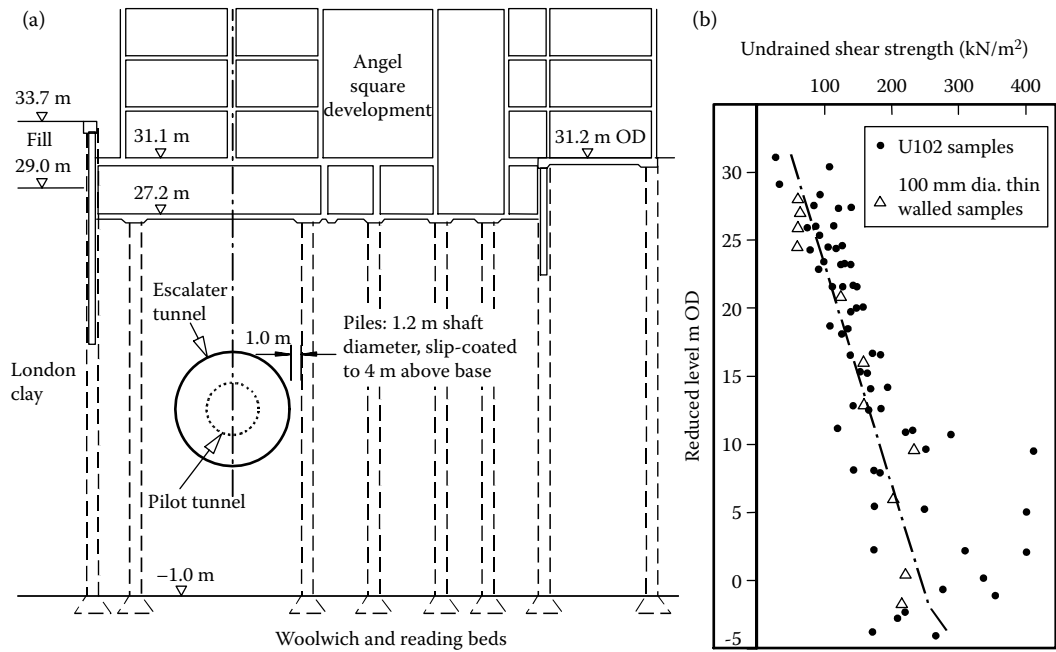 (a)
Angel
square
development
33.7 m
Fill
29.0 m
31.1 m
31.2 m OD
27.2 m
Escalater
tunnel
1.0 m
Piles: 1.2 m shaft
diameter, slip-coated
to 4 m above base
London
clay
Pilot tunnel
−1.0 m
Woolwich and reading beds
(b)
Undrained shear strength (kN/m²)
100 200 300 400
U102 samples
100 mm dia. thin
walled samples
Reduced level m OD
30
25
20
15
10
5
0
-5